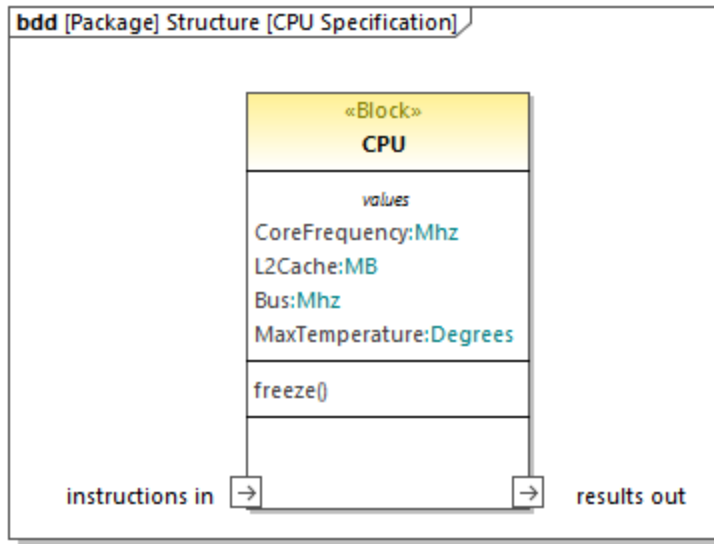 bdd [Package] Structure [CPU Specification]
«Block»
CPU
values
CoreFrequency:Mhz
L2Cache:MB
Bus:Mhz
MaxTemperature:Degrees
freeze()
instructions in
results out